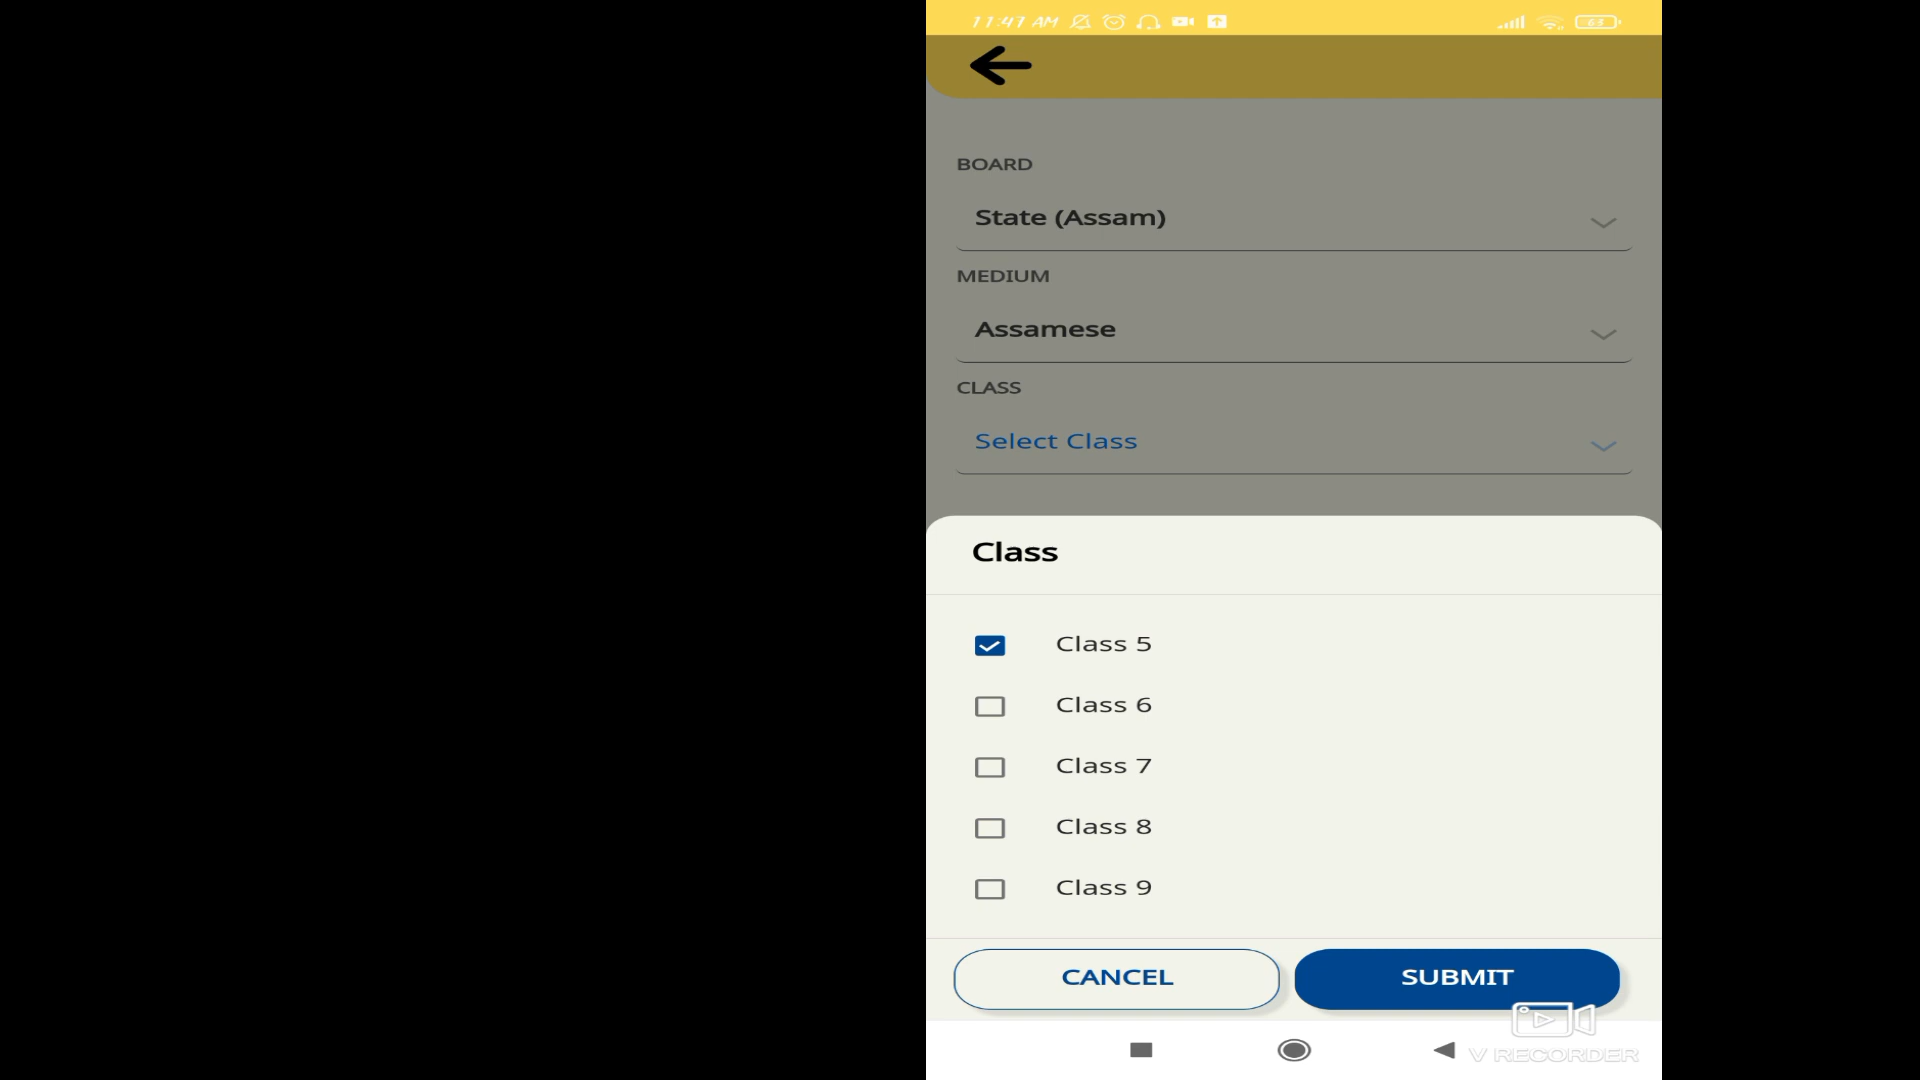 11:47 AM
63
BOARD
State (Assam)
MEDIUM
Assamese
CLASS
Select Class
Class
Class 5
Class 6
Class 7
Class 8
Class 9
CANCEL
SUBMIT
V RECORDER